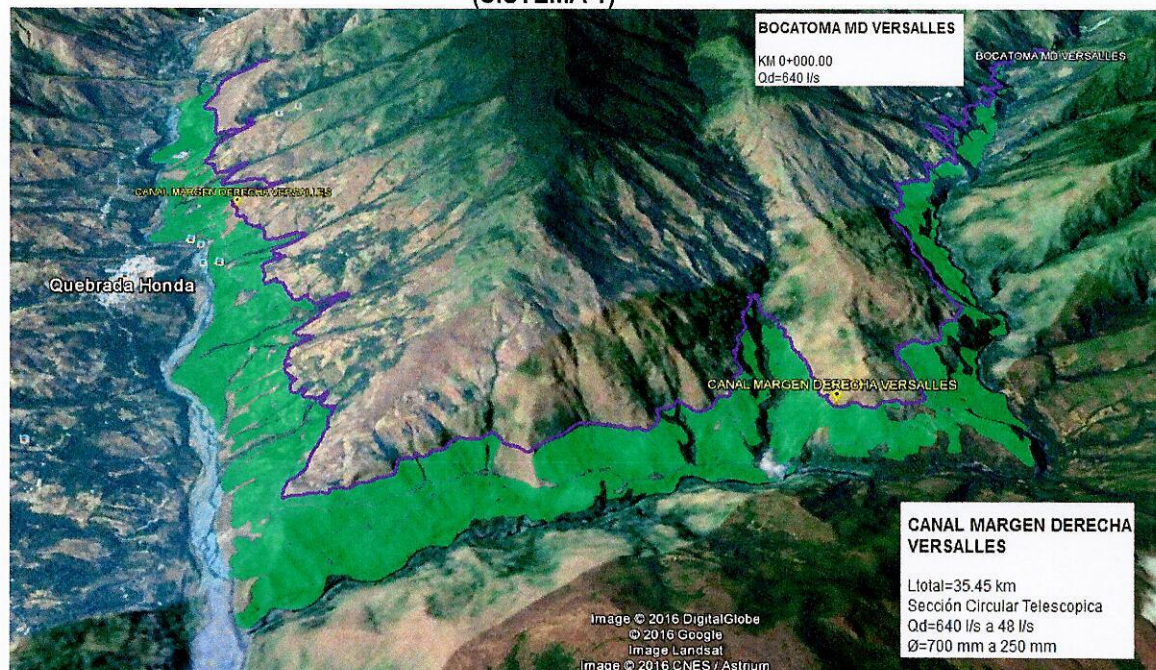 (SISTEMA 1)
BOCATOMA MD VERSALLES
KM 0+000.00
Qd=640 l/s
BOCATOMA MD VERSALLES
CANAL MARGEN DERECHA VERSALLES
Quebrada Honda
CANAL MARGEN DERECHA VERSALLES
CANAL MARGEN DERECHA
VERSALLES
Ltotal=35.45 km
Sección Circular Telescopica
Qd=640 l/s a 48 l/s
Ø=700 mm a 250 mm
Image © 2016 DigitalGlobe
© 2016 Google
Image Landsat
Image © 2016 CNES / Astrium